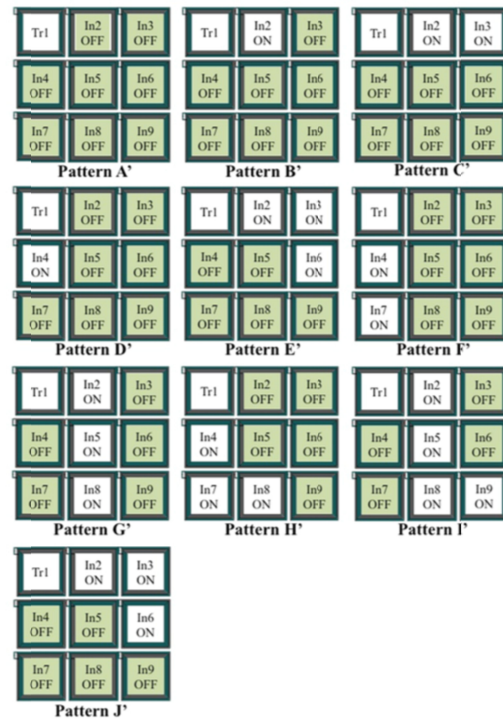 Tr1 In2 In3
OFF OFF
In4 In5 In6
OFF OFF OFF
In7 In8 In9
OFF OFF OFF
Pattern A'
Tr1 In2 In3
ON OFF
In4 In5 In6
OFF OFF OFF
In7 In8 In9
OFF OFF OFF
Pattern B'
Tr1 In2 In3
ON ON
In4 In5 In6
OFF OFF OFF
In7 In8 In9
OFF OFF OFF
Pattern C'
Tr1 In2 In3
OFF OFF
In4 In5 In6
ON OFF OFF
In7 In8 In9
OFF OFF OFF
Pattern D'
Tr1 In2 In3
ON ON
In4 In5 In6
OFF OFF ON
In7 In8 In9
OFF OFF OFF
Pattern E'
Tr1 In2 In3
OFF OFF
In4 In5 In6
ON OFF OFF
In7 In8 In9
ON OFF OFF
Pattern F'
Tr1 In2 In3
ON OFF
In4 In5 In6
OFF ON OFF
In7 In8 In9
OFF ON OFF
Pattern G'
Tr1 In2 In3
OFF OFF
In4 In5 In6
ON OFF OFF
In7 In8 In9
ON ON OFF
Pattern H'
Tr1 In2 In3
ON OFF
In4 In5 In6
OFF ON OFF
In7 In8 In9
OFF ON ON
Pattern I'
Tr1 In2 In3
ON ON
In4 In5 In6
OFF OFF ON
In7 In8 In9
OFF OFF OFF
Pattern J'